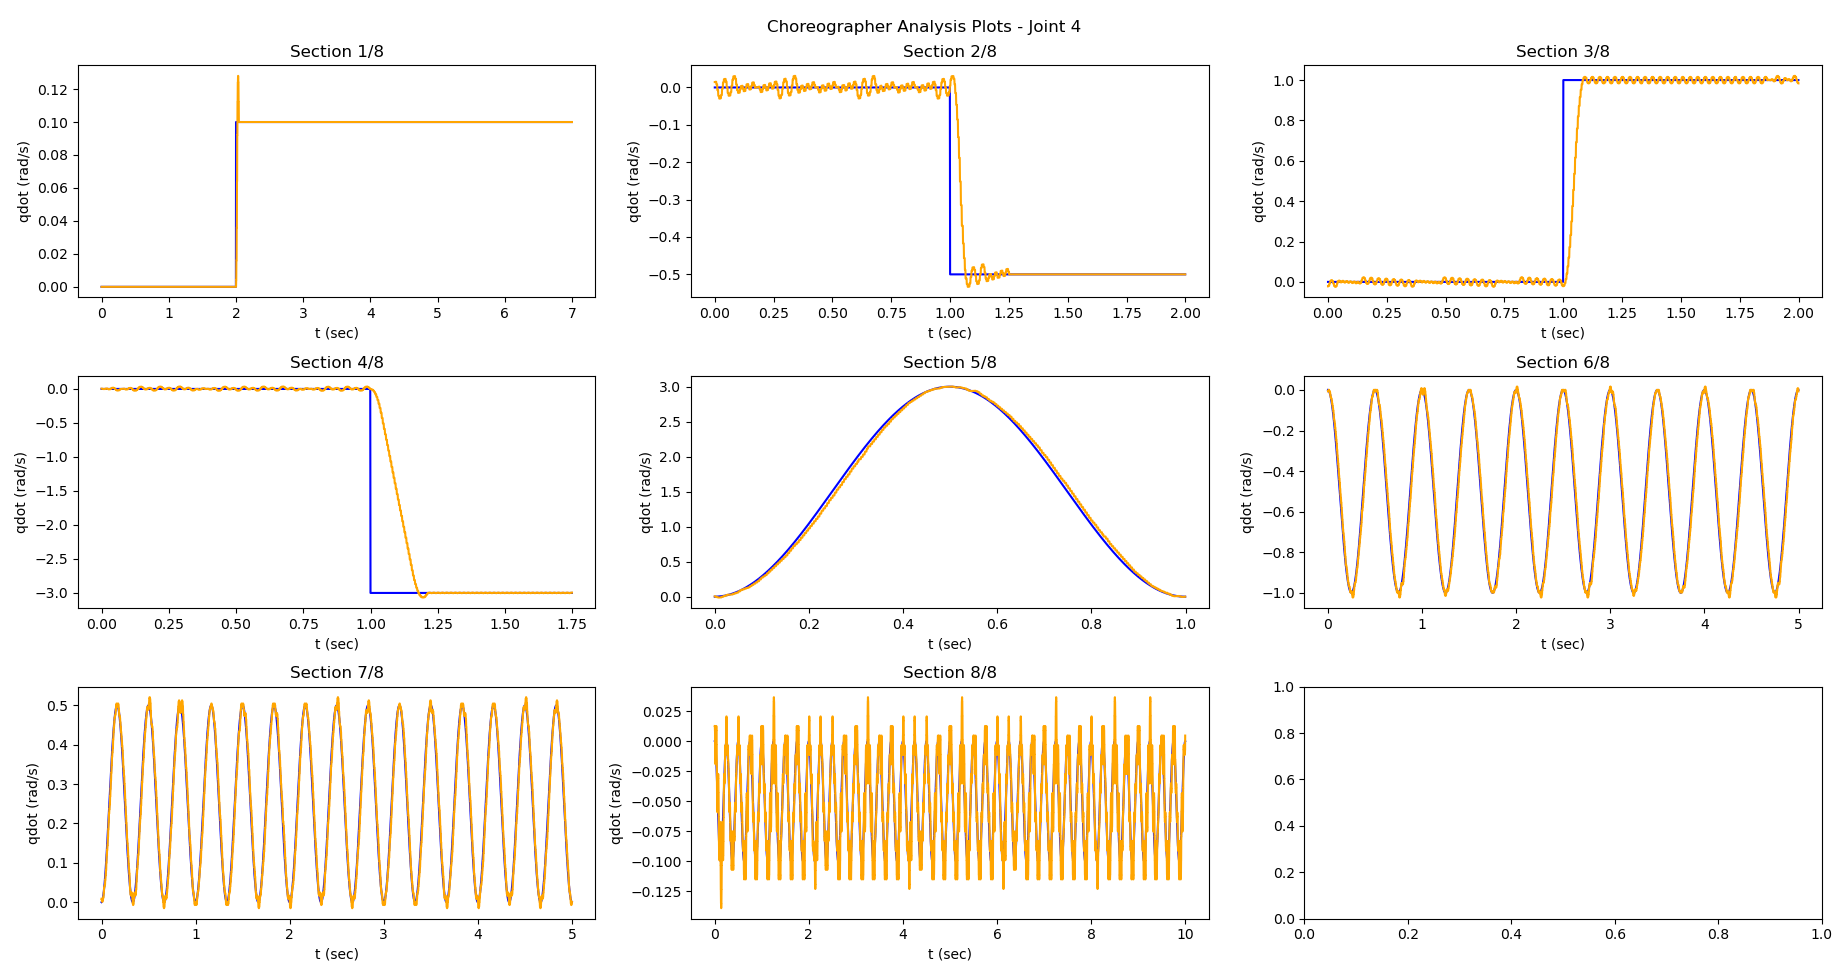 Choreographer Analysis Plots - Joint 4
Section 1/8
Section 2/8
Section 3/8
qdot (rad/s)
0.12
0.10
0.08
0.06
0.04
0.02
0.00
0 1 2 3 4 5 6 7
t (sec)
qdot (rad/s)
0.0
−0.1
−0.2
−0.3
−0.4
−0.5
0.00 0.25 0.50 0.75 1.00 1.25 1.50 1.75 2.00
t (sec)
qdot (rad/s)
1.0
0.8
0.6
0.4
0.2
0.0
0.00 0.25 0.50 0.75 1.00 1.25 1.50 1.75 2.00
t (sec)
Section 4/8
Section 5/8
Section 6/8
qdot (rad/s)
0.0
−0.5
−1.0
−1.5
−2.0
−2.5
−3.0
0.00 0.25 0.50 0.75 1.00 1.25 1.50 1.75
t (sec)
qdot (rad/s)
3.0
2.5
2.0
1.5
1.0
0.5
0.0
0.0 0.2 0.4 0.6 0.8 1.0
t (sec)
qdot (rad/s)
0.0
−0.2
−0.4
−0.6
−0.8
−1.0
0 1 2 3 4 5
t (sec)
Section 7/8
Section 8/8
qdot (rad/s)
0.5
0.4
0.3
0.2
0.1
0.0
0 1 2 3 4 5
t (sec)
qdot (rad/s)
0.025
0.000
−0.025
−0.050
−0.075
−0.100
−0.125
0 2 4 6 8 10
t (sec)
1.0
0.8
0.6
0.4
0.2
0.0
0.0 0.2 0.4 0.6 0.8 1.0